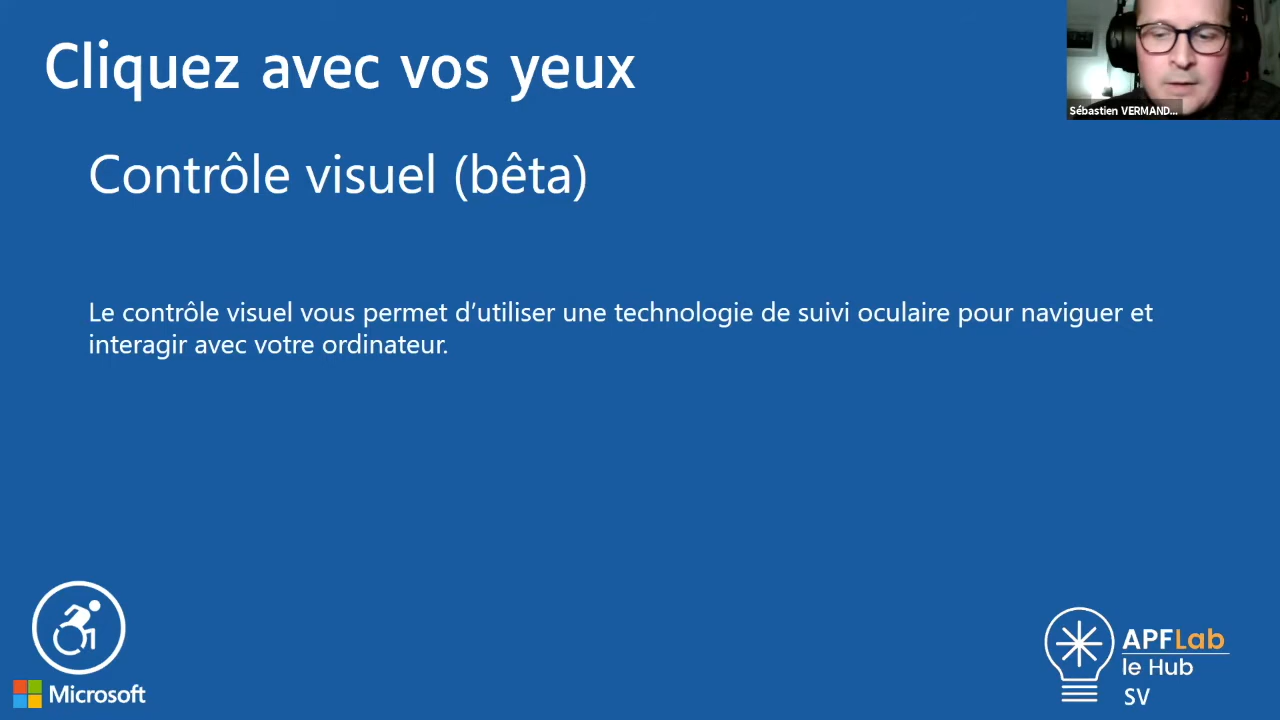 Cliquez avec vos yeux
Sébastien VERMAND...
Contrôle visuel (bêta)
Le contrôle visuel vous permet d’utiliser une technologie de suivi oculaire pour naviguer et
interagir avec votre ordinateur.
Microsoft
APFLab
le Hub
SV